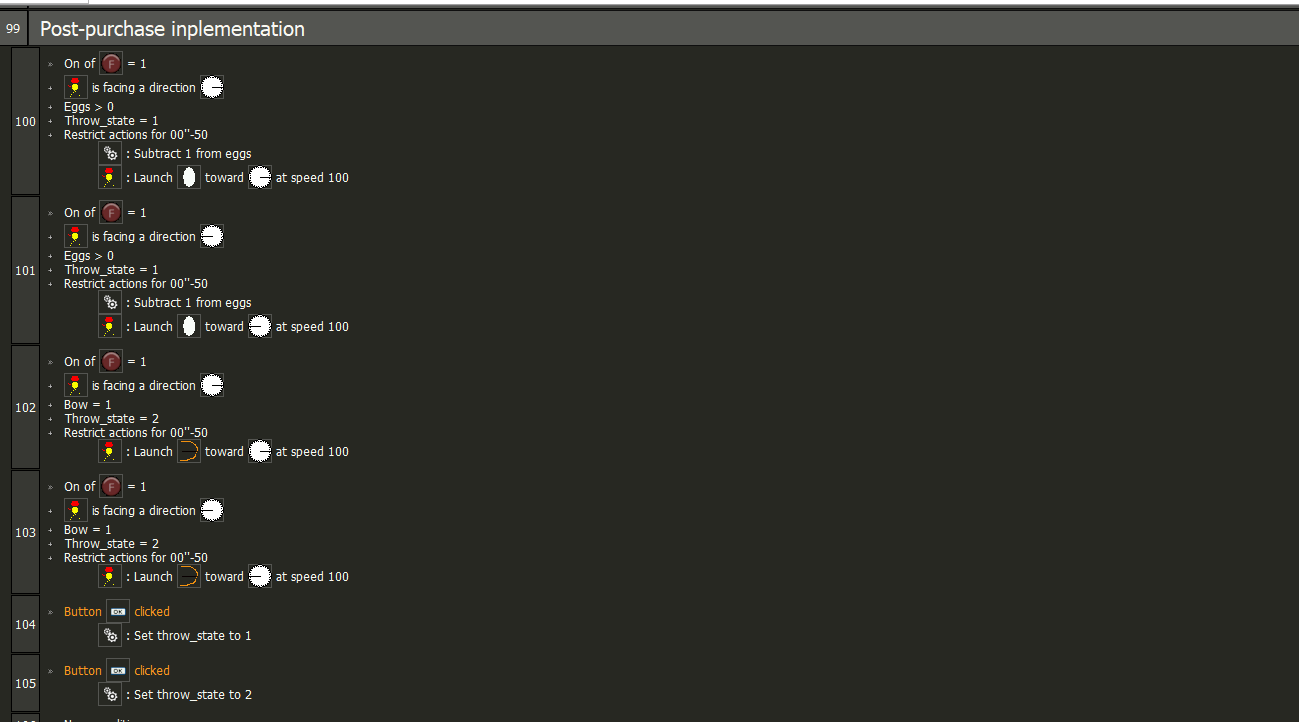 99 Post-purchase inplementation
100
» On of F = 1
+ is facing a direction
+ Eggs > 0
+ Throw_state = 1
+ Restrict actions for 00"-50
: Subtract 1 from eggs
: Launch toward at speed 100
101
» On of F = 1
+ is facing a direction
+ Eggs > 0
+ Throw_state = 1
+ Restrict actions for 00"-50
: Subtract 1 from eggs
: Launch toward at speed 100
102
» On of F = 1
+ is facing a direction
+ Bow = 1
+ Throw_state = 2
+ Restrict actions for 00"-50
: Launch toward at speed 100
103
» On of F = 1
+ is facing a direction
+ Bow = 1
+ Throw_state = 2
+ Restrict actions for 00"-50
: Launch toward at speed 100
104
» Button OK clicked
: Set throw_state to 1
105
» Button OK clicked
: Set throw_state to 2